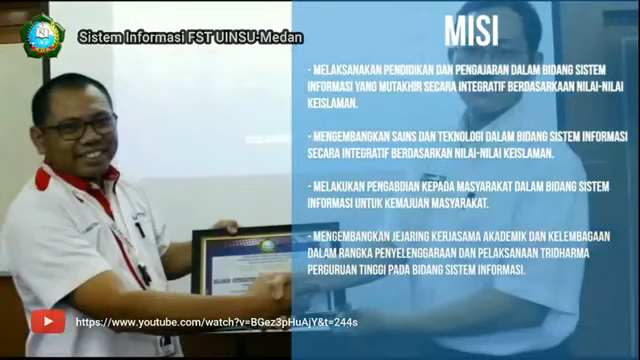 Sistem Informasi FST UINSU-Medan
MISI
- MELAKSANAKAN PENDIDIKAN DAN PENGAJARAN DALAM BIDANG SISTEM
INFORMASI YANG MUTAKHIR SECARA INTEGRATIF BERDASARKAAN NILAI-NILAI
KEISLAMAN.
- MENGEMBANGKAN SAINS DAN TEKNOLOGI DALAM BIDANG SISTEM INFORMASI
SECARA INTEGRATIF BERDASARKAN NILAI-NILAI KEISLAMAN.
- MELAKUKAN PENGABDIAN KEPADA MASYARAKAT DALAM BIDANG SISTEM
INFORMASI UNTUK KEMAJUAN MASYARAKAT.
- MENGEMBANGKAN JEJARING KERJASAMA AKADEMIK DAN KELEMBAGAAN
DALAM RANGKA PENYELENGGARAAN DAN PELAKSANAAN TRIDHARMA
PERGURUAN TINGGI PADA BIDANG SISTEM INFORMASI.
https://www.youtube.com/watch?v=BGez3pHuAjY&t=244s